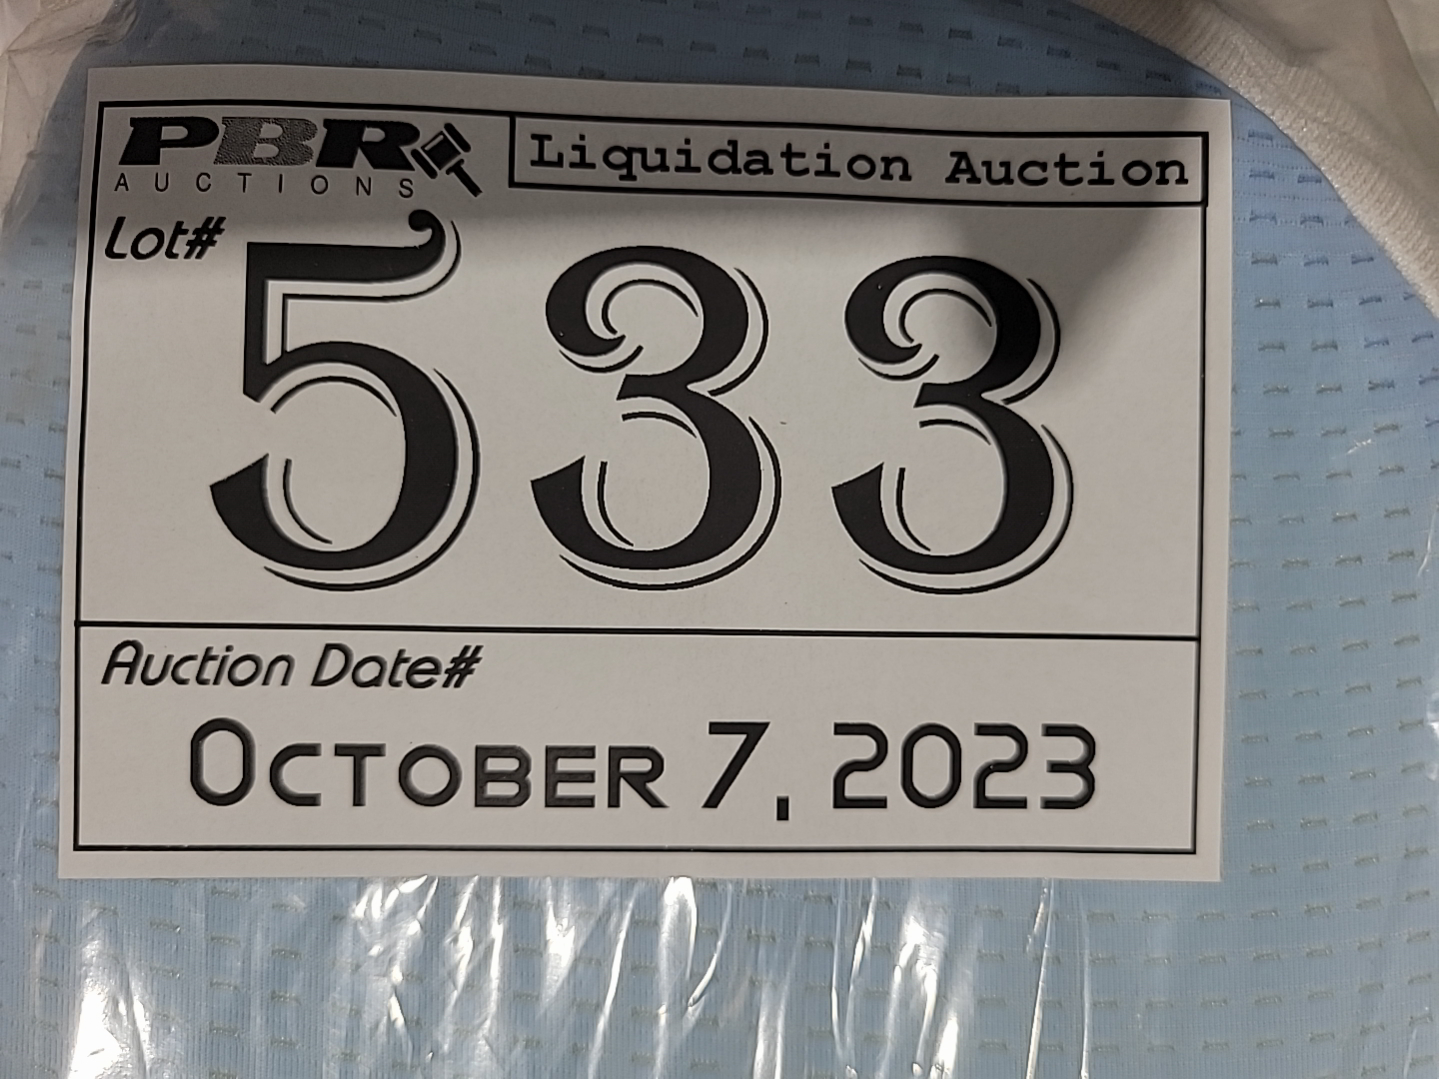 PBR
AUCTIONS
Liquidation Auction
Lot#
533
Auction Date#
October 7, 2023